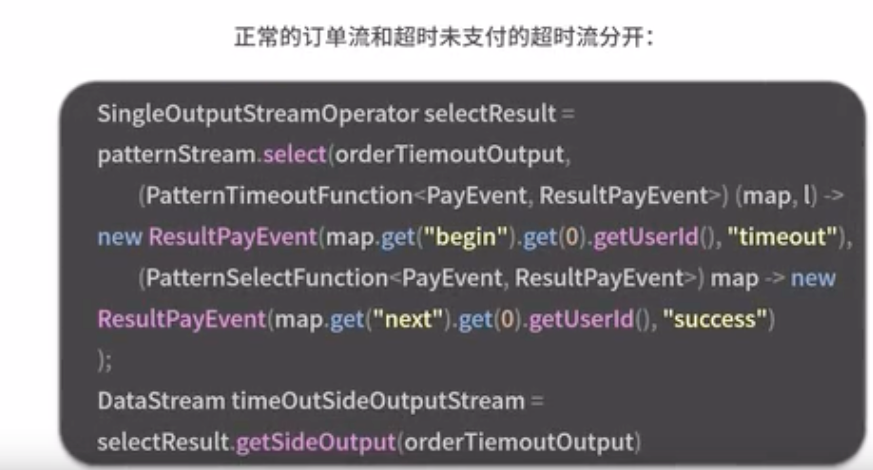 正常的订单流和超时未支付的超时流分开：
SingleOutputStreamOperator selectResult =
patternStream.select(orderTiemoutOutput,
(PatternTimeoutFunction<PayEvent, ResultPayEvent>) (map, l) ->
new ResultPayEvent(map.get("begin").get(0).getUserId(), "timeout"),
(PatternSelectFunction<PayEvent, ResultPayEvent>) map -> new
ResultPayEvent(map.get("next").get(0).getUserId(), "success")
);
DataStream timeOutSideOutputStream =
selectResult.getSideOutput(orderTiemoutOutput)